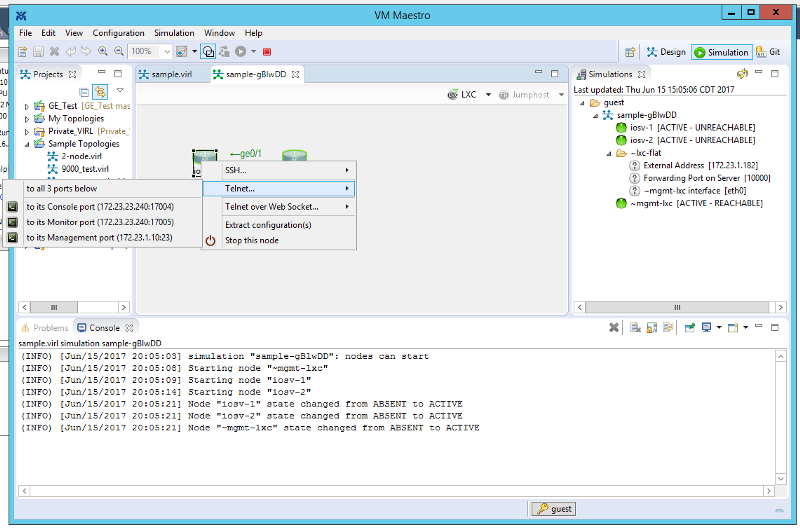 VM Maestro
File Edit View Configuration Simulation Window Help
100%
Design Simulation Git
Projects
GE_Test (GE_Test mas
My Topologies
Private_VIRL (Private_V
Sample Topologies
2-node.virl
9000_test.virl
sample.virl sample-gBlwDD
LXC Jumphost
←ge0/1
SSH...
Telnet...
Telnet over Web Socket...
Extract configuration(s)
Stop this node
to all 3 ports below
to its Console port (172.23.23.240:17004)
to its Monitor port (172.23.23.240:17005)
to its Management port (172.23.1.10:23)
Simulations
Last updated: Thu Jun 15 15:05:06 CDT 2017
guest
sample-gBlwDD
iosv-1 [ACTIVE - UNREACHABLE]
iosv-2 [ACTIVE - UNREACHABLE]
~lxc-flat
External Address [172.23.1.182]
Forwarding Port on Server [10000]
~mgmt-lxc interface [eth0]
~mgmt-lxc [ACTIVE - REACHABLE]
Problems Console
sample.virl simulation sample-gBlwDD
(INFO) [Jun/15/2017 20:05:03] simulation "sample-gBlwDD": nodes can start
(INFO) [Jun/15/2017 20:05:08] Starting node "~mgmt-lxc"
(INFO) [Jun/15/2017 20:05:09] Starting node "iosv-1"
(INFO) [Jun/15/2017 20:05:14] Starting node "iosv-2"
(INFO) [Jun/15/2017 20:05:21] Node "iosv-1" state changed from ABSENT to ACTIVE
(INFO) [Jun/15/2017 20:05:21] Node "iosv-2" state changed from ABSENT to ACTIVE
(INFO) [Jun/15/2017 20:05:21] Node "~mgmt-lxc" state changed from ABSENT to ACTIVE
guest